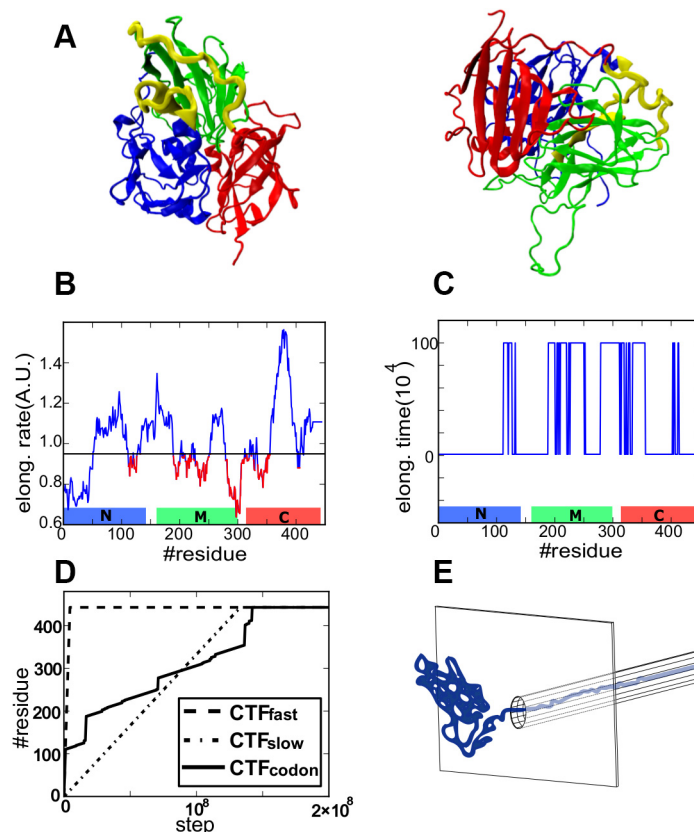 A
B
C
elong. rate(A.U.)
1.4
1.2
1.0
0.8
0.6
N
M
C
0
100
200
300
400
#residue
elong. time(10^4)
100
0
N
M
C
0
100
200
300
400
#residue
D
E
#residue
400
300
200
100
0
CTFfast
CTFslow
CTFcodon
0
10^8
2×10^8
step